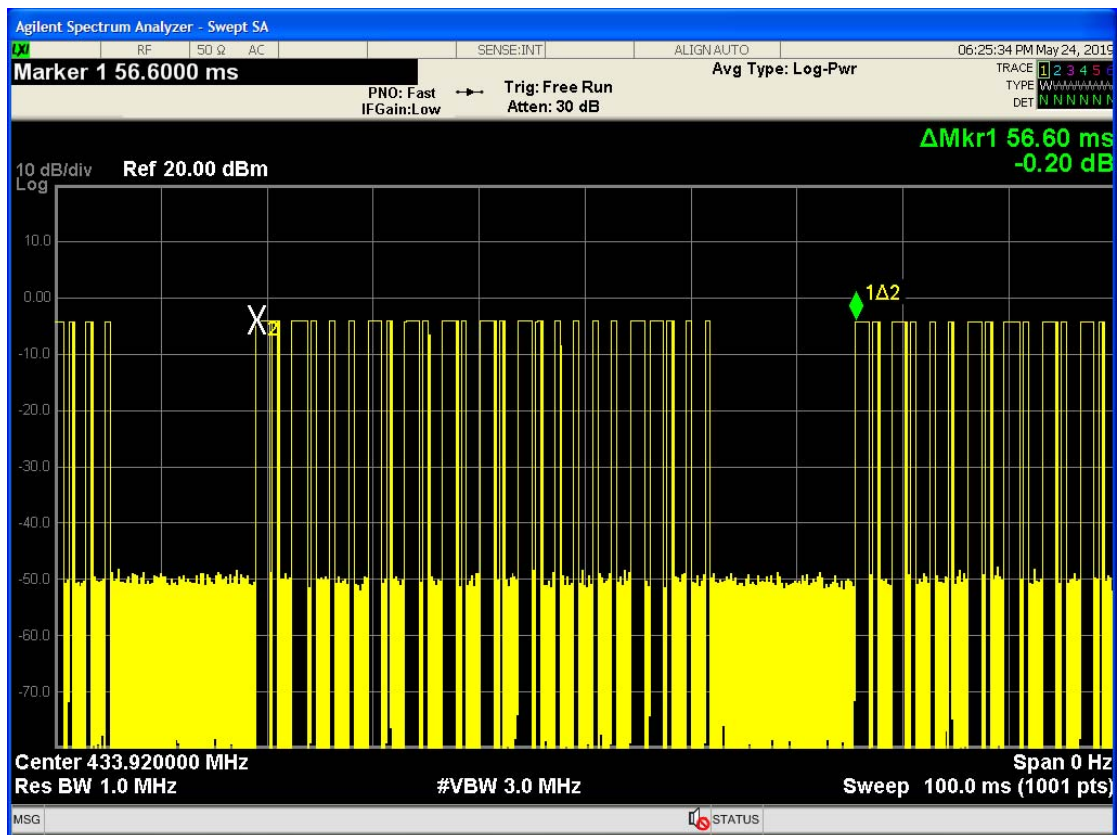 Agilent Spectrum Analyzer - Swept SA
LXI RF 50 Ω AC SENSE:INT ALIGN AUTO 06:25:34 PM May 24, 2019
Marker 1 56.6000 ms
PNO: Fast
IFGain:Low
Trig: Free Run
Atten: 30 dB
Avg Type: Log-Pwr
TRACE 1 2 3 4 5 6
TYPE W
DET N N N N N N
ΔMkr1 56.60 ms
-0.20 dB
10 dB/div Ref 20.00 dBm
Log
10.0
0.00
1Δ2
X2
-10.0
-20.0
-30.0
-40.0
-50.0
-60.0
-70.0
Center 433.920000 MHz Span 0 Hz
Res BW 1.0 MHz #VBW 3.0 MHz Sweep 100.0 ms (1001 pts)
MSG STATUS